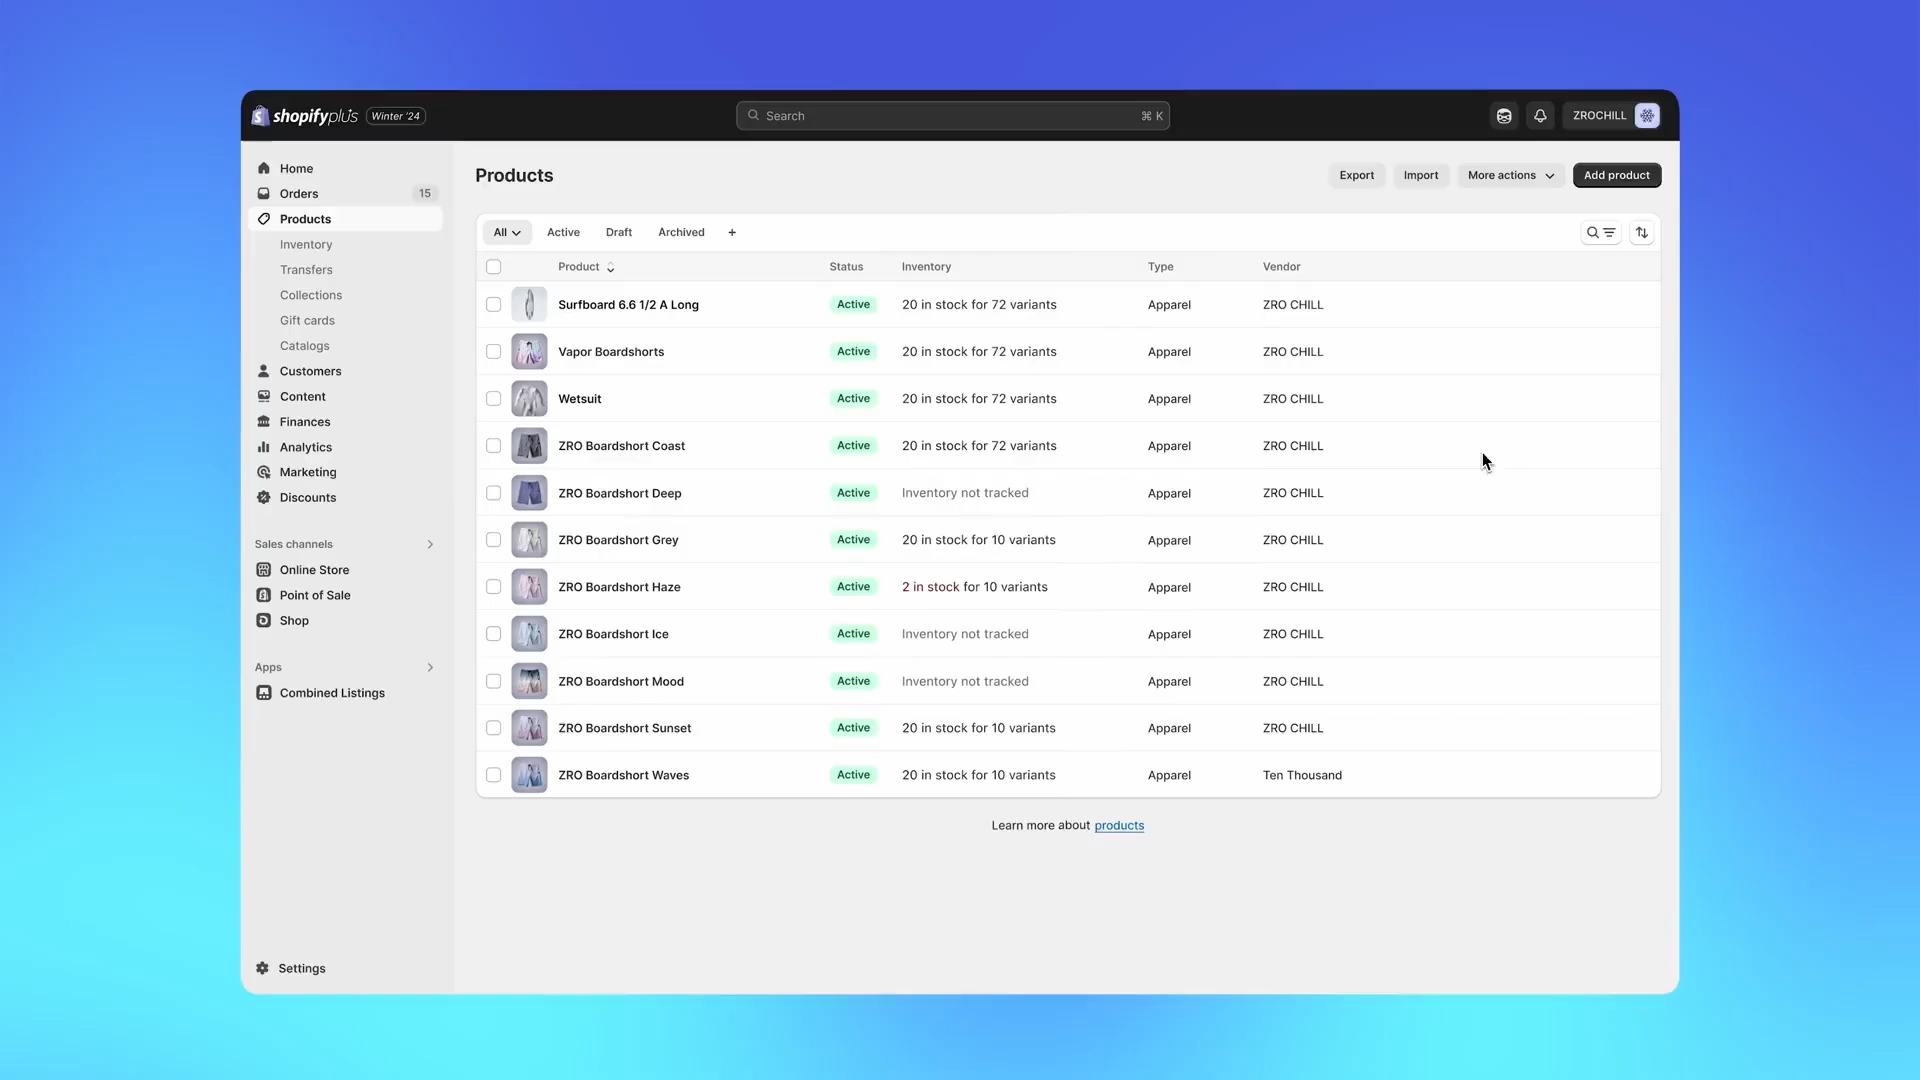 shopifyplus Winter '24 Search ⌘ K ZROCHILL
Home
Orders 15
Products
Inventory
Transfers
Collections
Gift cards
Catalogs
Customers
Content
Finances
Analytics
Marketing
Discounts
Sales channels
Online Store
Point of Sale
Shop
Apps
Combined Listings
Settings
Products Export Import More actions Add product
All Active Draft Archived +
Product Status Inventory Type Vendor
Surfboard 6.6 1/2 A Long Active 20 in stock for 72 variants Apparel ZRO CHILL
Vapor Boardshorts Active 20 in stock for 72 variants Apparel ZRO CHILL
Wetsuit Active 20 in stock for 72 variants Apparel ZRO CHILL
ZRO Boardshort Coast Active 20 in stock for 72 variants Apparel ZRO CHILL
ZRO Boardshort Deep Active Inventory not tracked Apparel ZRO CHILL
ZRO Boardshort Grey Active 20 in stock for 10 variants Apparel ZRO CHILL
ZRO Boardshort Haze Active 2 in stock for 10 variants Apparel ZRO CHILL
ZRO Boardshort Ice Active Inventory not tracked Apparel ZRO CHILL
ZRO Boardshort Mood Active Inventory not tracked Apparel ZRO CHILL
ZRO Boardshort Sunset Active 20 in stock for 10 variants Apparel ZRO CHILL
ZRO Boardshort Waves Active 20 in stock for 10 variants Apparel Ten Thousand
Learn more about products